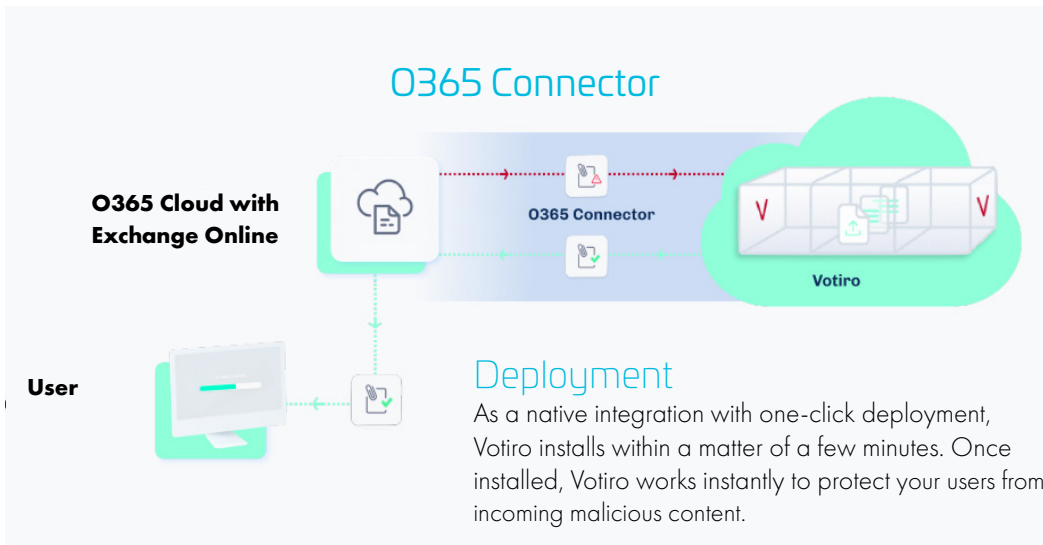 O365 Connector
O365 Cloud with
Exchange Online
O365 Connector
V
V
Votiro
User
Deployment
As a native integration with one-click deployment,
Votiro installs within a matter of a few minutes. Once
installed, Votiro works instantly to protect your users from
incoming malicious content.